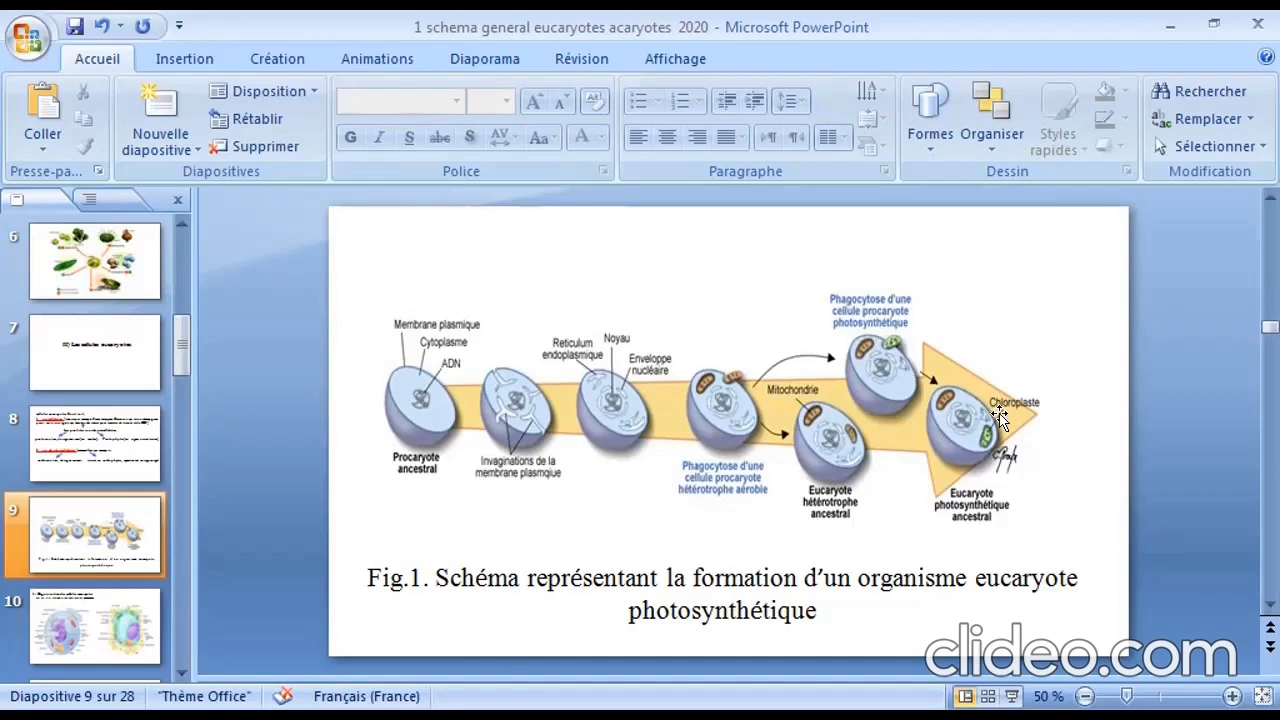 1 schema general eucaryotes acaryotes 2020 - Microsoft PowerPoint
Accueil
Insertion
Création
Animations
Diaporama
Révision
Affichage
Coller
Presse-pa...
Nouvelle
diapositive
Disposition
Rétablir
Supprimer
Diapositives
Police
Paragraphe
Formes
Organiser
Styles
rapides
Dessin
Rechercher
Remplacer
Sélectionner
Modification
6
7
8
9
10
Membrane plasmique
Cytoplasme
ADN
Procaryote
ancestral
Invaginations de la
membrane plasmqiue
Reticulum
endoplasmique
Noyau
Enveloppe
nucléaire
Phagocytose d'une
cellule procaryote
hétérotrophe aérobie
Mitochondrie
Eucaryote
hétérotrophe
ancestral
Phagocytose d'une
cellule procaryote
photosynthétique
Chloroplaste
Eucaryote
photosynthétique
ancestral
Fig.1. Schéma représentant la formation d'un organisme eucaryote
photosynthétique
clideo.com
Diapositive 9 sur 28
"Thème Office"
Français (France)
50 %